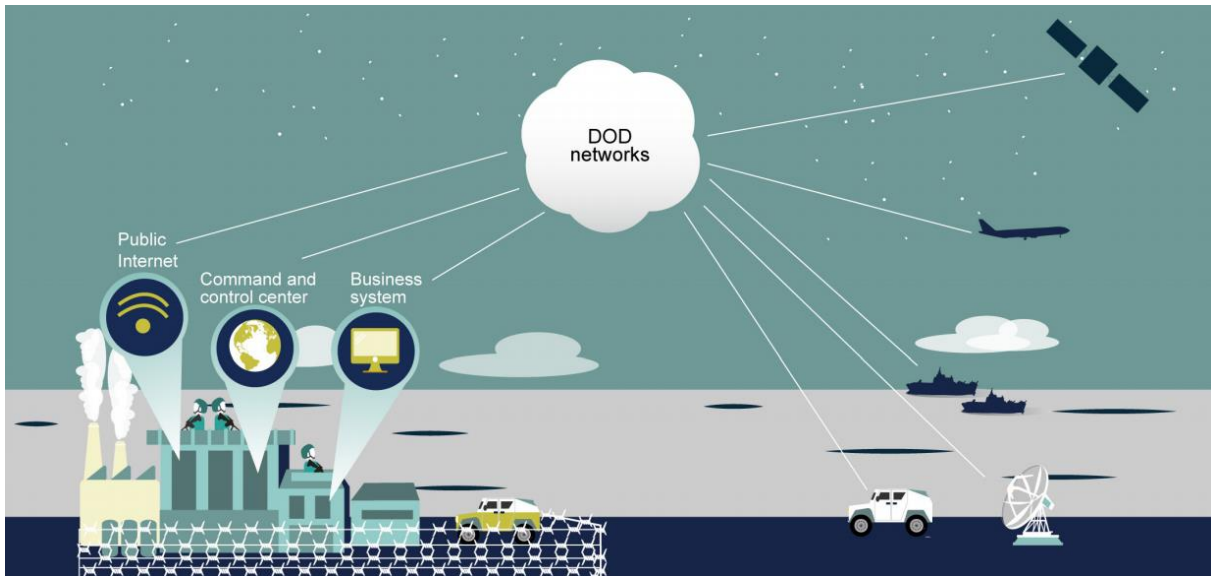 DOD
networks
Public
Internet
Command and
control center
Business
system